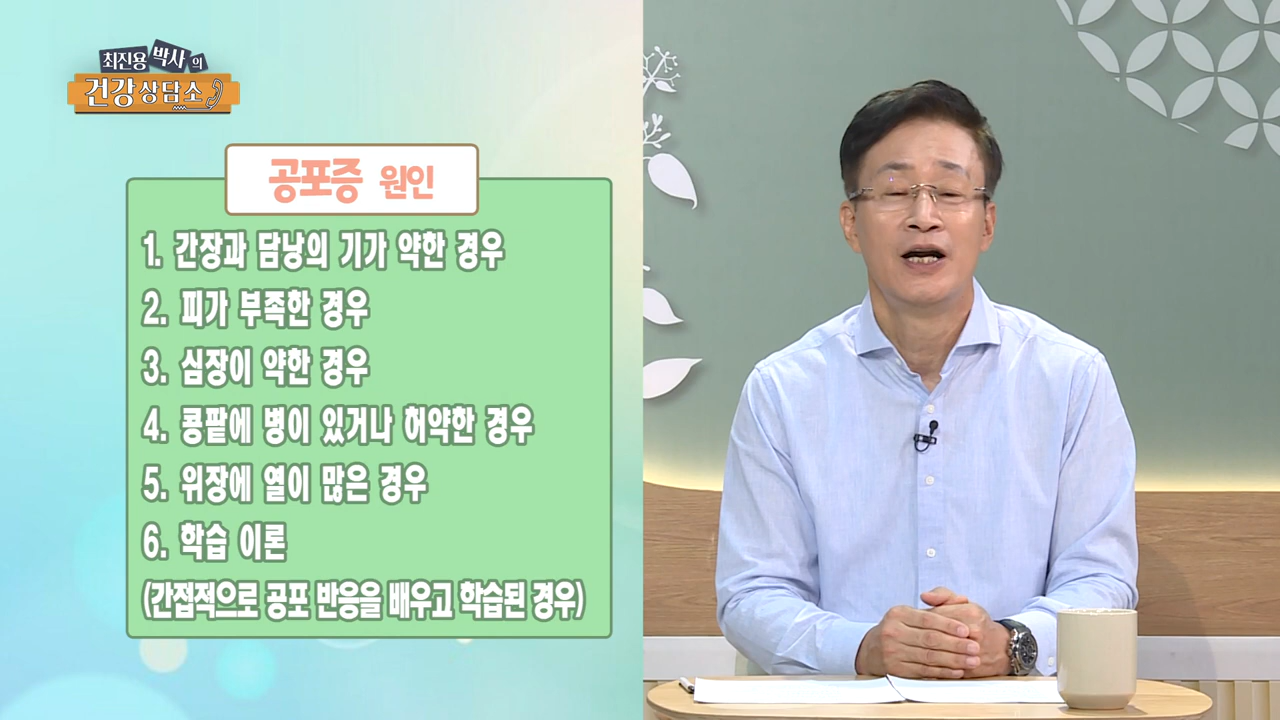 최진용 박사의
건강상담소
공포증 원인
1. 간장과 담낭의 기가 약한 경우
2. 피가 부족한 경우
3. 심장이 약한 경우
4. 콩팥에 병이 있거나 허약한 경우
5. 위장에 열이 많은 경우
6. 학습 이론
(간접적으로 공포 반응을 배우고 학습된 경우)